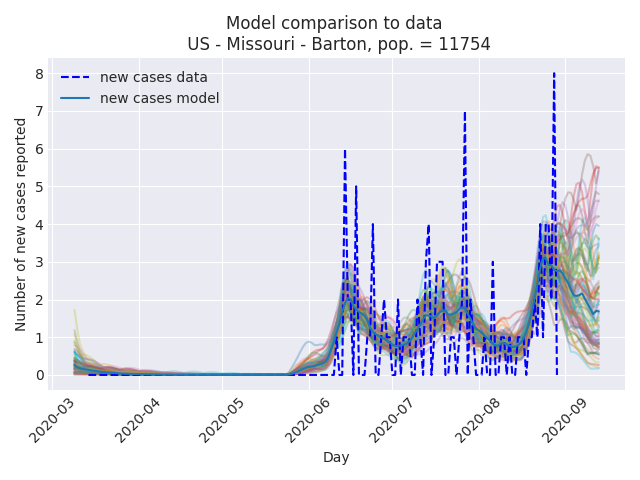 Model comparison to data
US - Missouri - Barton, pop. = 11754
new cases data
new cases model
Number of new cases reported
8
7
6
5
4
3
2
1
0
2020-03
2020-04
2020-05
2020-06
2020-07
2020-08
2020-09
Day